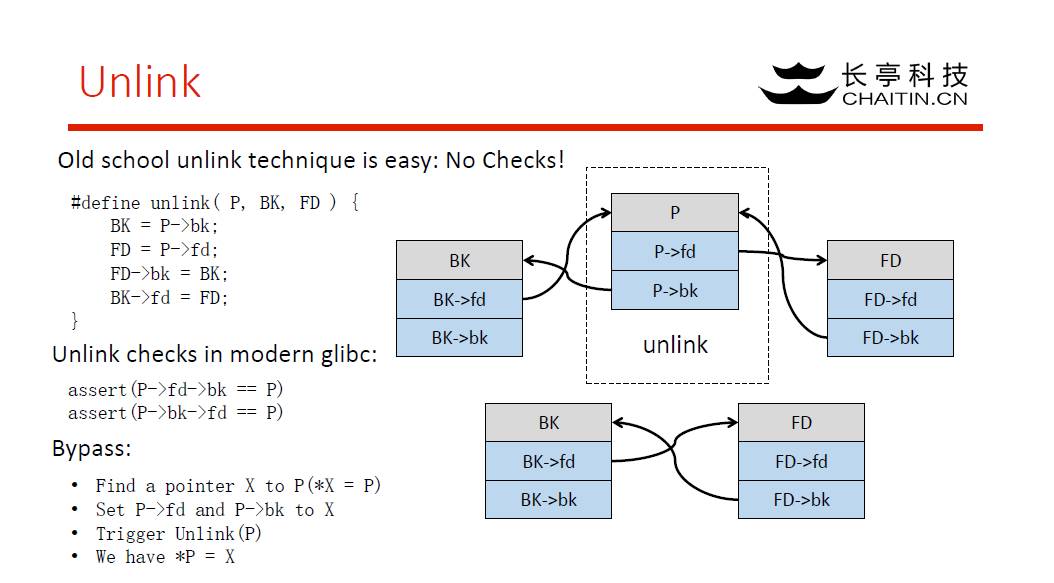 Unlink
长亭科技
CHAITIN.CN
Old school unlink technique is easy: No Checks!
#define unlink( P, BK, FD ) {
BK = P->bk;
FD = P->fd;
FD->bk = BK;
BK->fd = FD;
}
Unlink checks in modern glibc:
assert(P->fd->bk == P)
assert(P->bk->fd == P)
Bypass:
• Find a pointer X to P(*X = P)
• Set P->fd and P->bk to X
• Trigger Unlink(P)
• We have *P = X
BK
BK->fd
BK->bk
P
P->fd
P->bk
unlink
FD
FD->fd
FD->bk
BK
BK->fd
BK->bk
FD
FD->fd
FD->bk